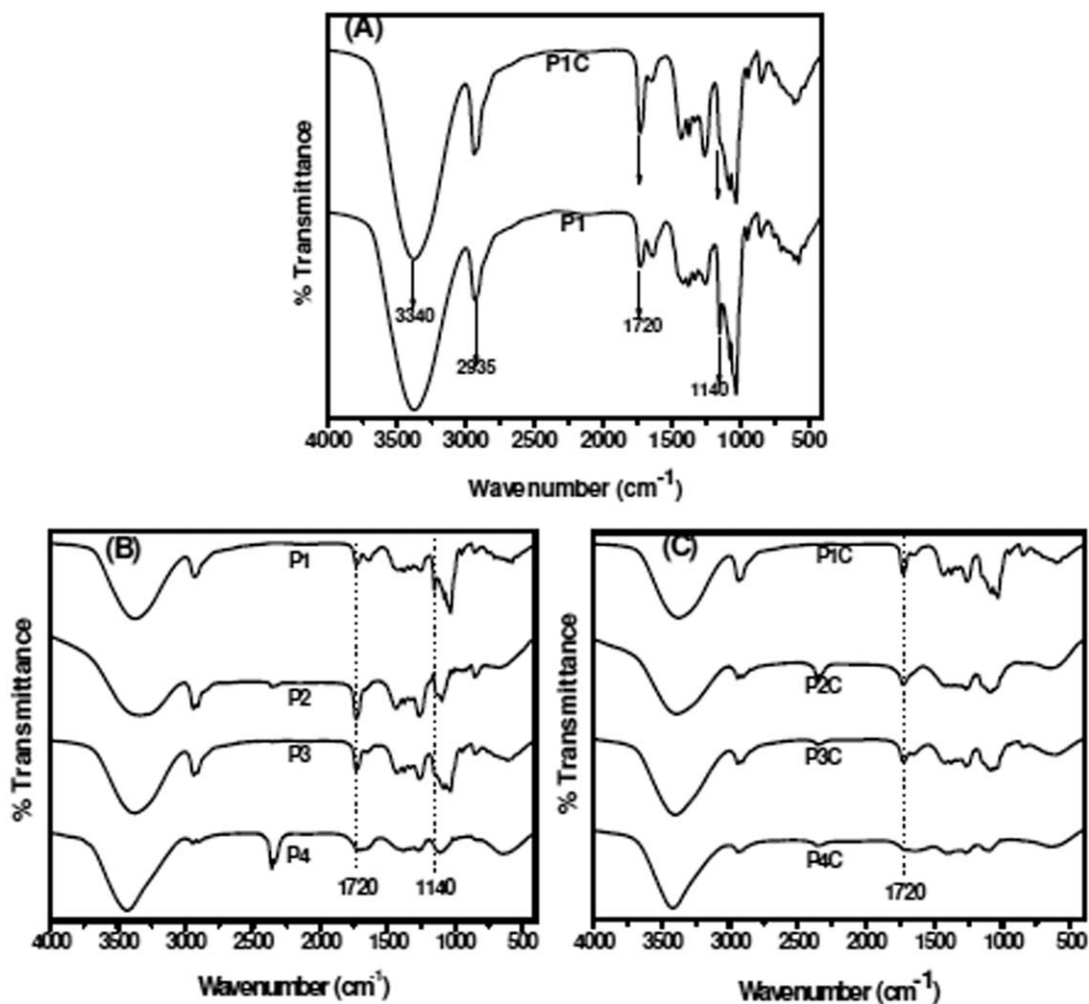 (A)
P1C
P1
3340
2935
1720
1140
% Transmittance
4000 3500 3000 2500 2000 1500 1000 500
Wavenumber (cm-1)
(B)
P1
P2
P3
P4
1720 1140
% Transmittance
4000 3500 3000 2500 2000 1500 1000 500
Wavenumber (cm-1)
(C)
P1C
P2C
P3C
P4C
1720
% Transmittance
4000 3500 3000 2500 2000 1500 1000 500
Wavenumber (cm-1)